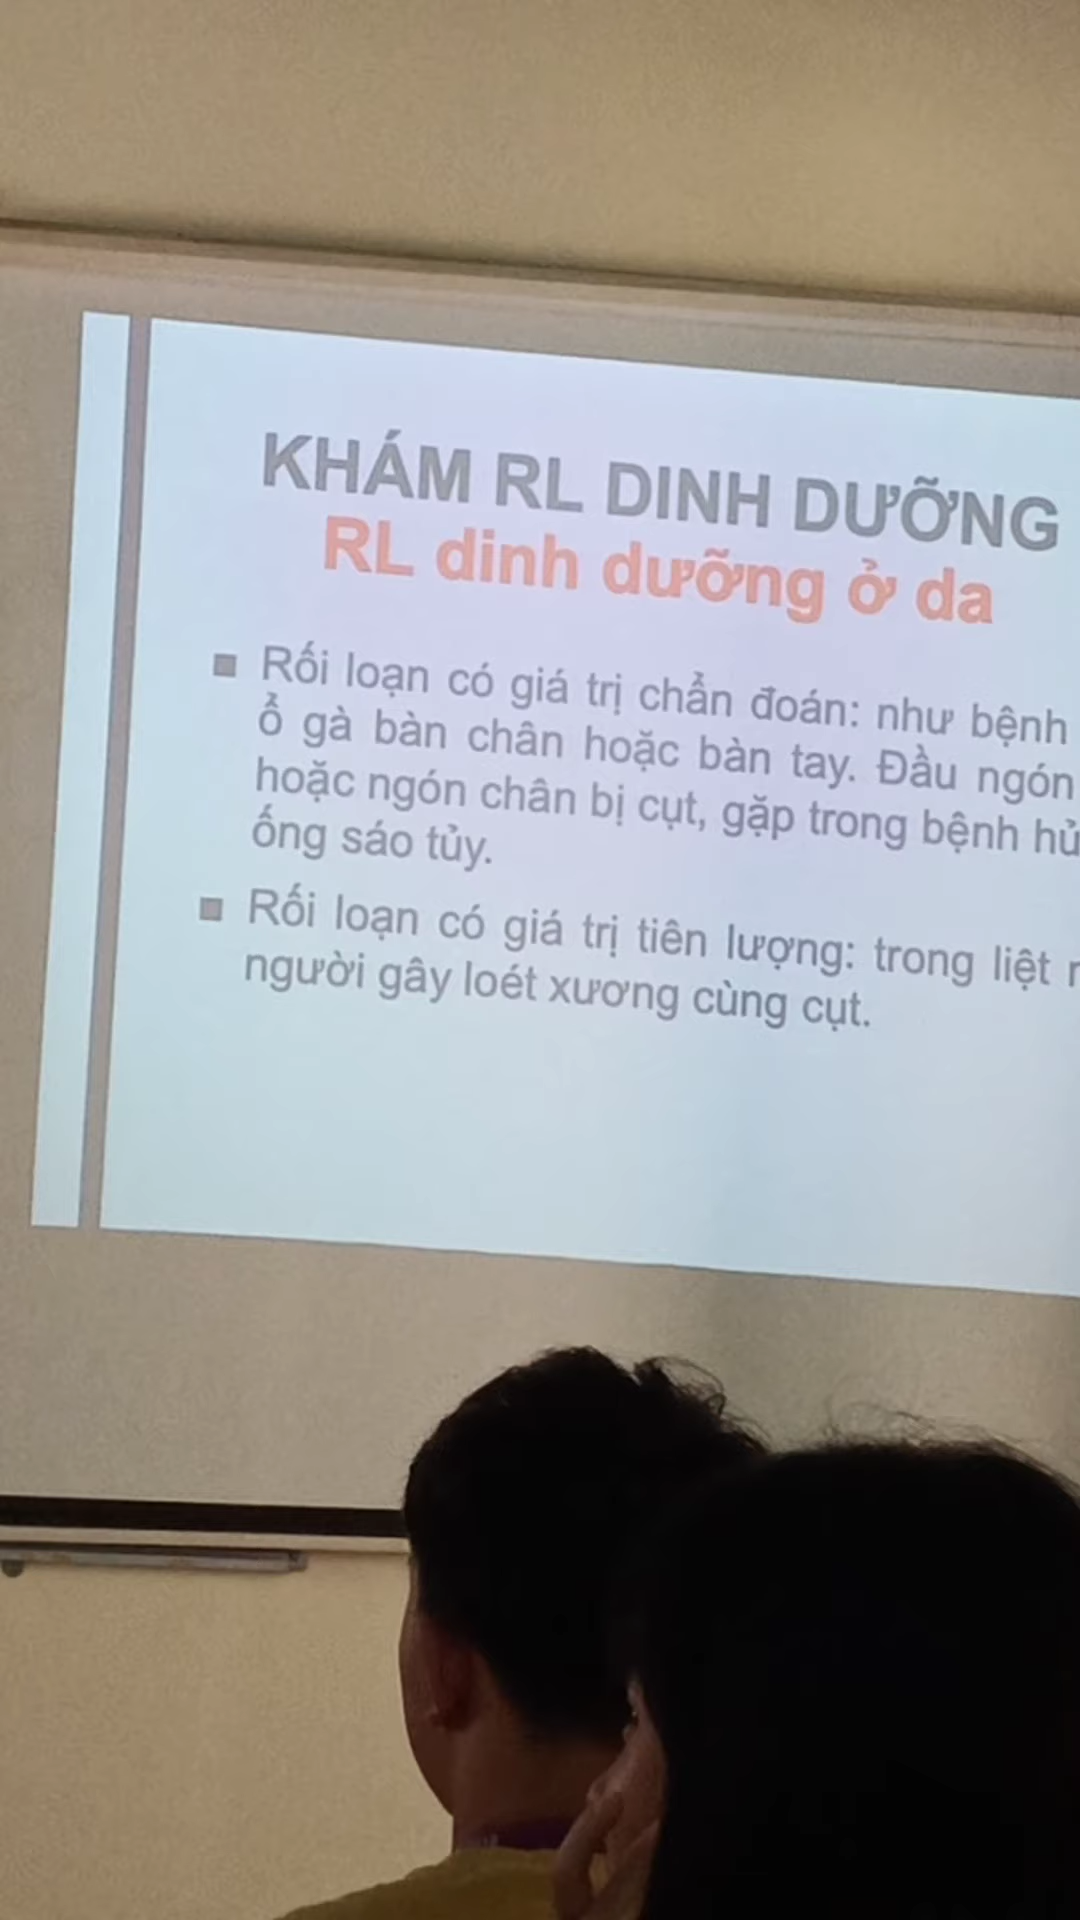 KHÁM RL DINH DƯỠNG
RL dinh dưỡng ở da
Rối loạn có giá trị chẩn đoán: như bệnh
ổ gà bàn chân hoặc bàn tay. Đầu ngón
hoặc ngón chân bị cụt, gặp trong bệnh
ống sáo tủy.
Rối loạn có giá trị tiên lượng: trong liệt
người gây loét xương cùng cụt.